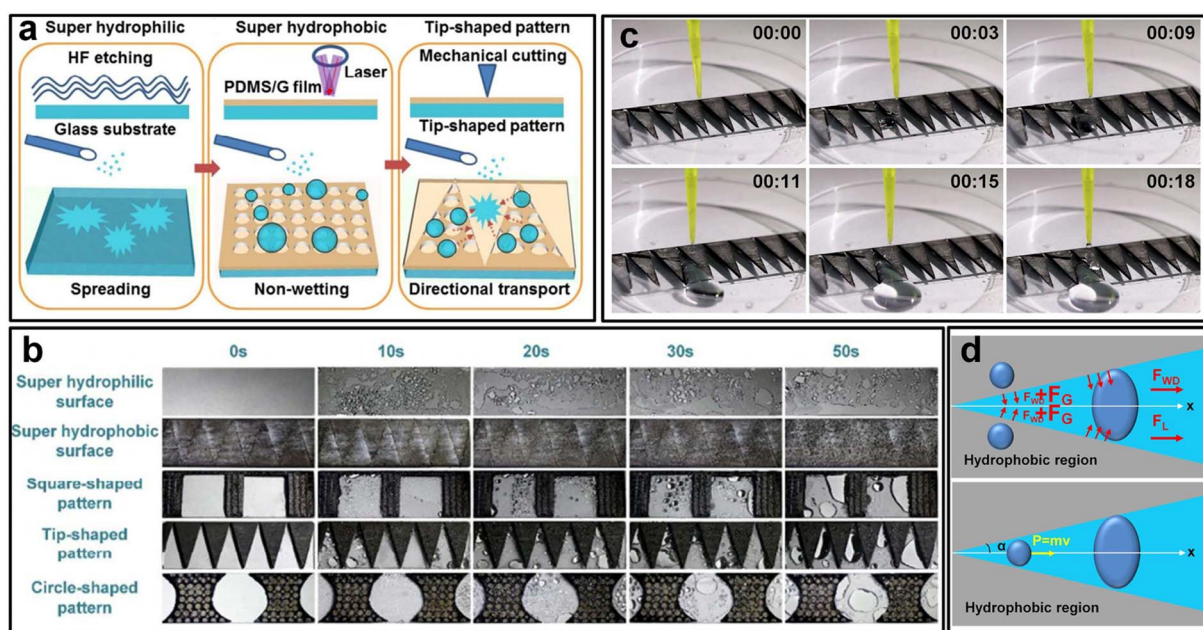 a
Super hydrophilic
Super hydrophobic
Tip-shaped pattern
HF etching
Glass substrate
Spreading
Laser
PDMS/G film
Non-wetting
Mechanical cutting
Tip-shaped pattern
Directional transport
c
00:00
00:03
00:09
00:11
00:15
00:18
b
0s
10s
20s
30s
50s
Super hydrophilic
surface
Super hydrophobic
surface
Square-shaped
pattern
Tip-shaped
pattern
Circle-shaped
pattern
d
FWD
FWD+FG
FWD+FG
x
FL
Hydrophobic region
P=mv
α
x
Hydrophobic region